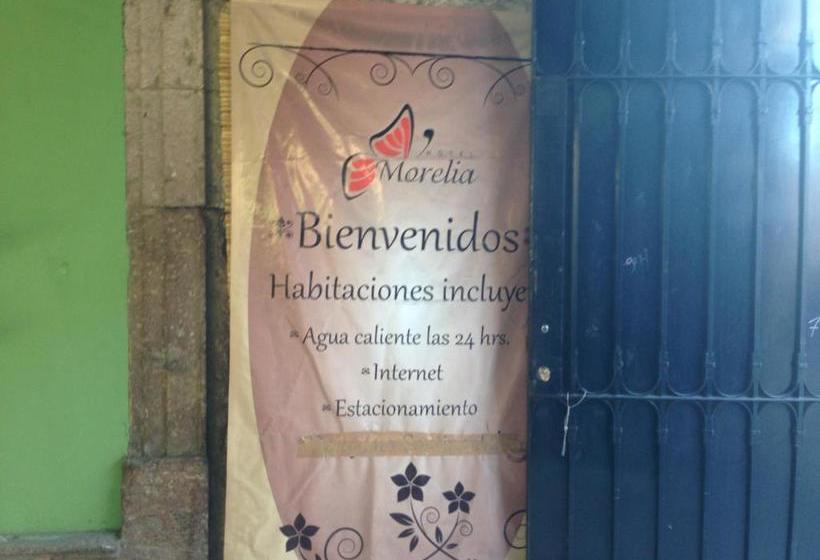 HOTEL
Morelia
Bienvenidos
Habitaciones incluye
Agua caliente las 24 hrs.
Internet
Estacionamiento